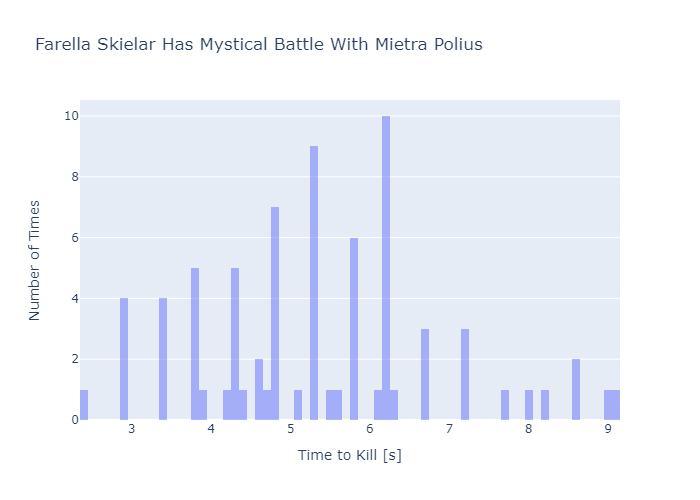 Farella Skielar Has Mystical Battle With Mietra Polius
10
8
6
4
2
0
Number of Times
3 4 5 6 7 8 9
Time to Kill [s]